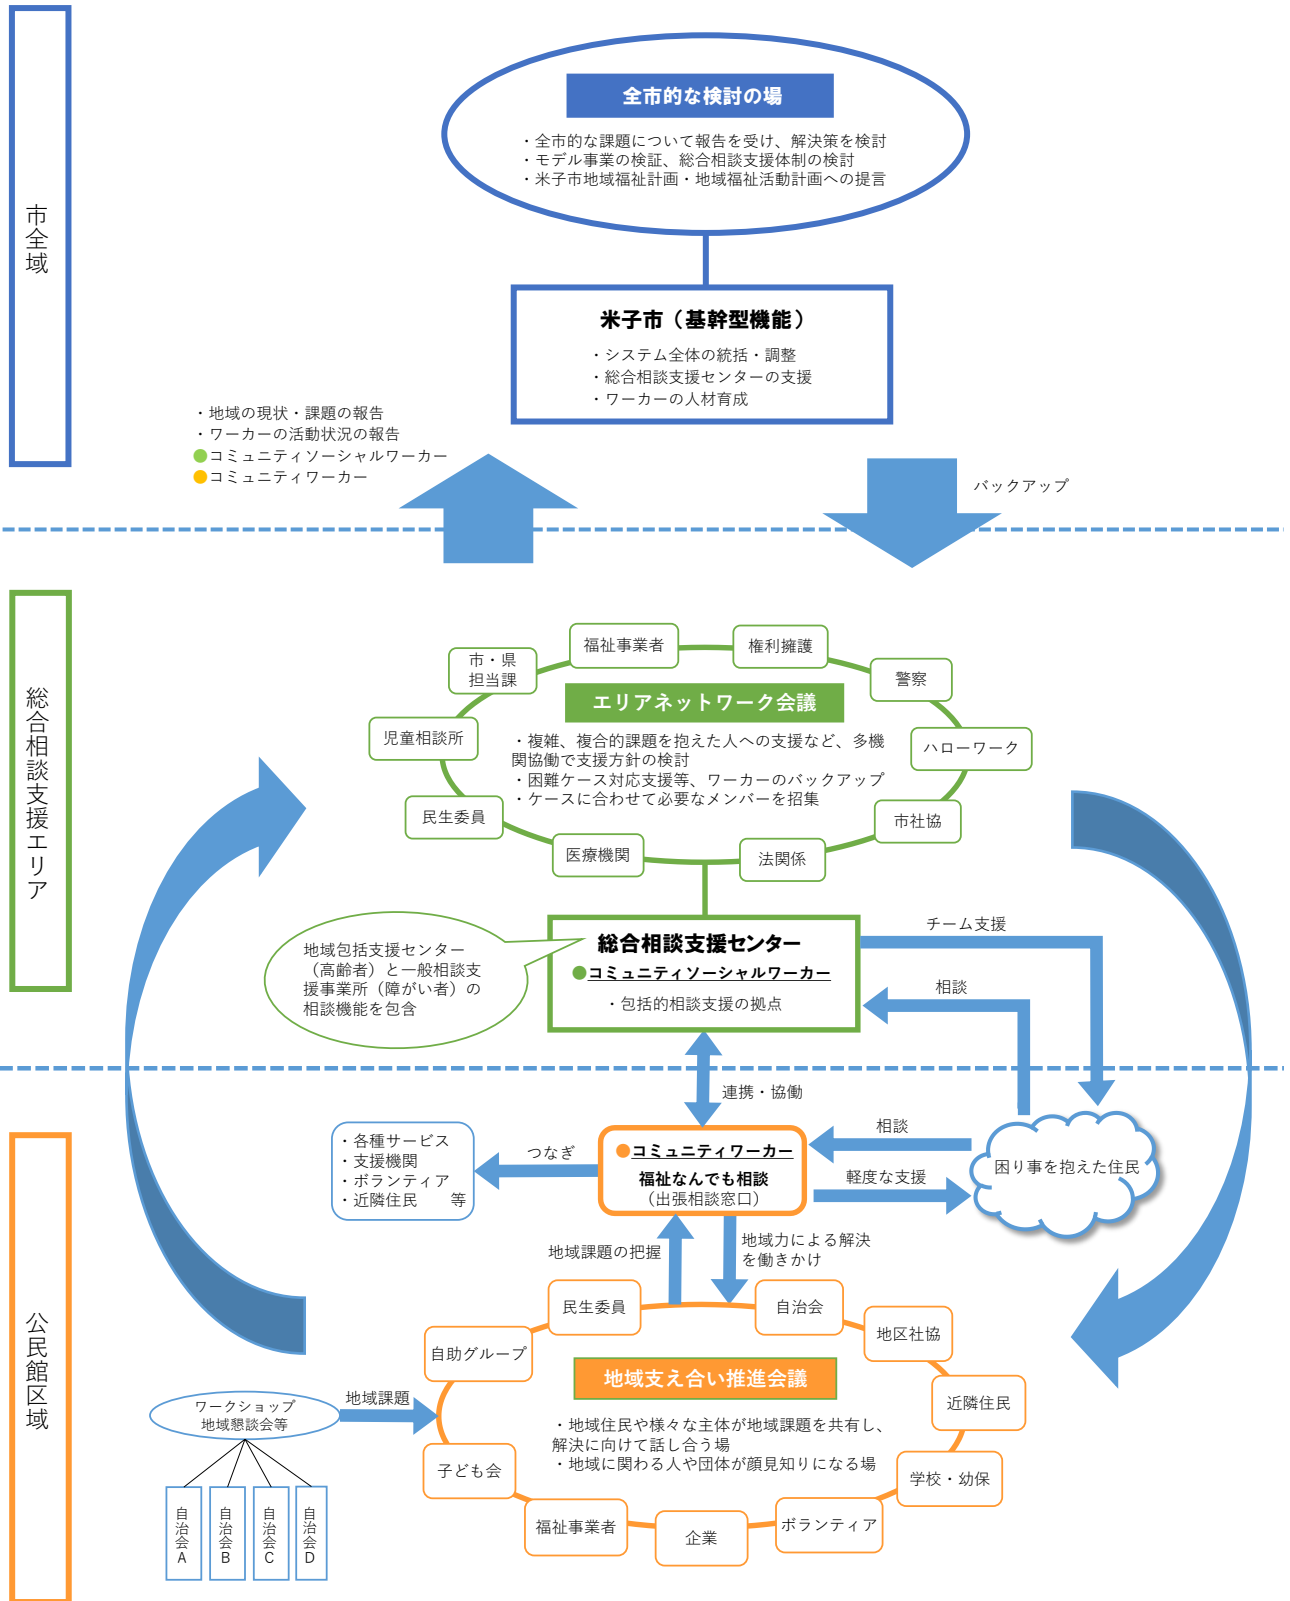 市全域
全市的な検討の場
・全市的な課題について報告を受け、解決策を検討
・モデル事業の検証、総合相談支援体制の検討
・米子市地域福祉計画・地域福祉活動計画への提言
米子市（基幹型機能）
・システム全体の統括・調整
・総合相談支援センターの支援
・ワーカーの人材育成
・地域の現状・課題の報告
・ワーカーの活動状況の報告
●コミュニティソーシャルワーカー
●コミュニティワーカー
バックアップ
総合相談支援エリア
福祉事業者
権利擁護
市・県
担当課
警察
エリアネットワーク会議
児童相談所
ハローワーク
・複雑、複合的課題を抱えた人への支援など、多機
関協働で支援方針の検討
・困難ケース対応支援等、ワーカーのバックアップ
・ケースに合わせて必要なメンバーを招集
民生委員
市社協
医療機関
法関係
地域包括支援センター
（高齢者）と一般相談支
援事業所（障がい者）の
相談機能を包含
総合相談支援センター
●コミュニティソーシャルワーカー
・包括的相談支援の拠点
チーム支援
相談
連携・協働
公民館区域
・各種サービス
・支援機関
・ボランティア
・近隣住民　　等
つなぎ
●コミュニティワーカー
福祉なんでも相談
（出張相談窓口）
相談
軽度な支援
困り事を抱えた住民
地域課題の把握
地域力による解決
を働きかけ
民生委員
自治会
自助グループ
地区社協
地域支え合い推進会議
近隣住民
ワークショップ
地域懇談会等
地域課題
・地域住民や様々な主体が地域課題を共有し、
解決に向けて話し合う場
・地域に関わる人や団体が顔見知りになる場
子ども会
学校・幼保
福祉事業者
企業
ボランティア
自治会A
自治会B
自治会C
自治会D